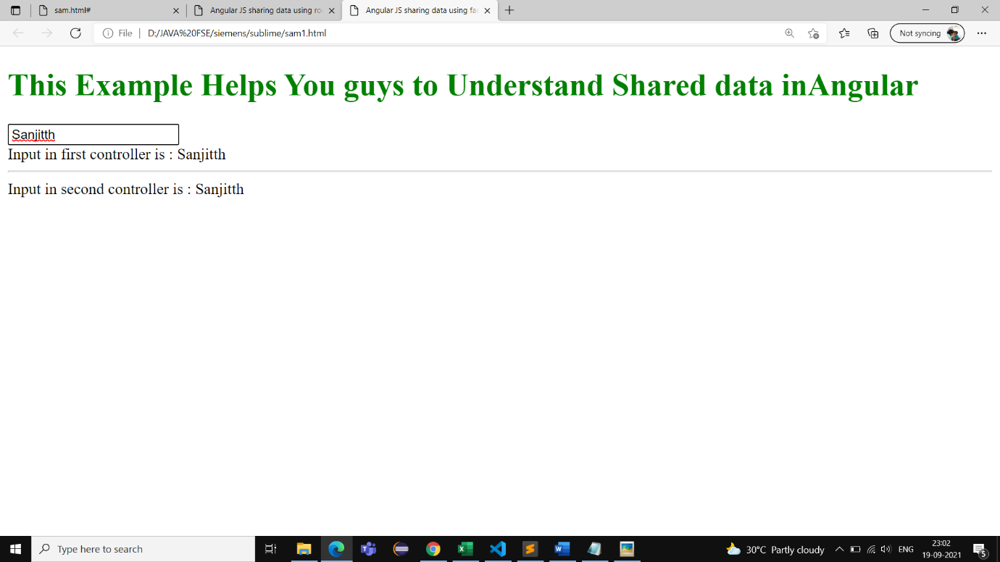 sam.html#
Angular JS sharing data using ro
Angular JS sharing data using fa
File
D:/JAVA%20FSE/siemens/sublime/sam1.html
Not syncing
This Example Helps You guys to Understand Shared data inAngular
Sanjitth
Input in first controller is : Sanjitth
Input in second controller is : Sanjitth
Type here to search
30°C Partly cloudy
ENG
23:02
19-09-2021
5